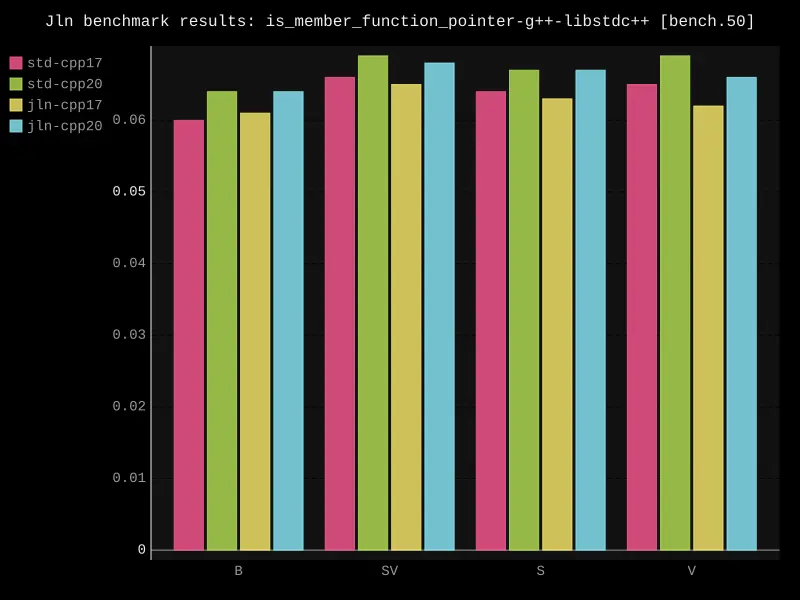 Jln benchmark results: is_member_function_pointer-g++-libstdc++ [bench.50]
std-cpp17
std-cpp20
jln-cpp17
jln-cpp20
0.06
0.05
0.04
0.03
0.02
0.01
0
B SV S V